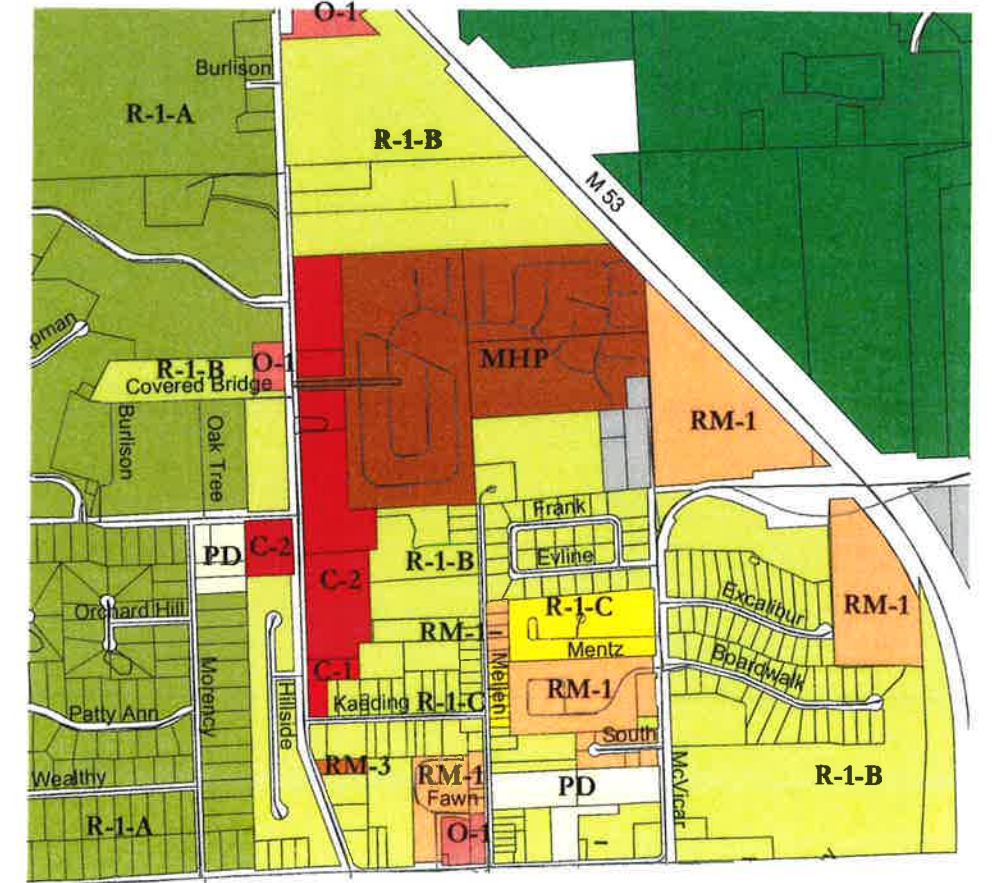 O-1
Burlison
R-1-A
R-1-B
M 53
pman
R-1-B
O-1
MHP
Covered Bridge
Burlison
Oak Tree
RM-1
Frank
PD
C-2
Evline
R-1-B
C-2
Excalibur
RM-1
R-1-C
Orchard Hill
RM-1
Mentz
Boardwalk
C-1
Meijen
RM-1
Morency
Hillside
Kaeding
R-1-C
Patty Ann
South
RM-3
RM-1
McVicar
R-1-B
Wealthy
PD
Fawn
R-1-A
O-1